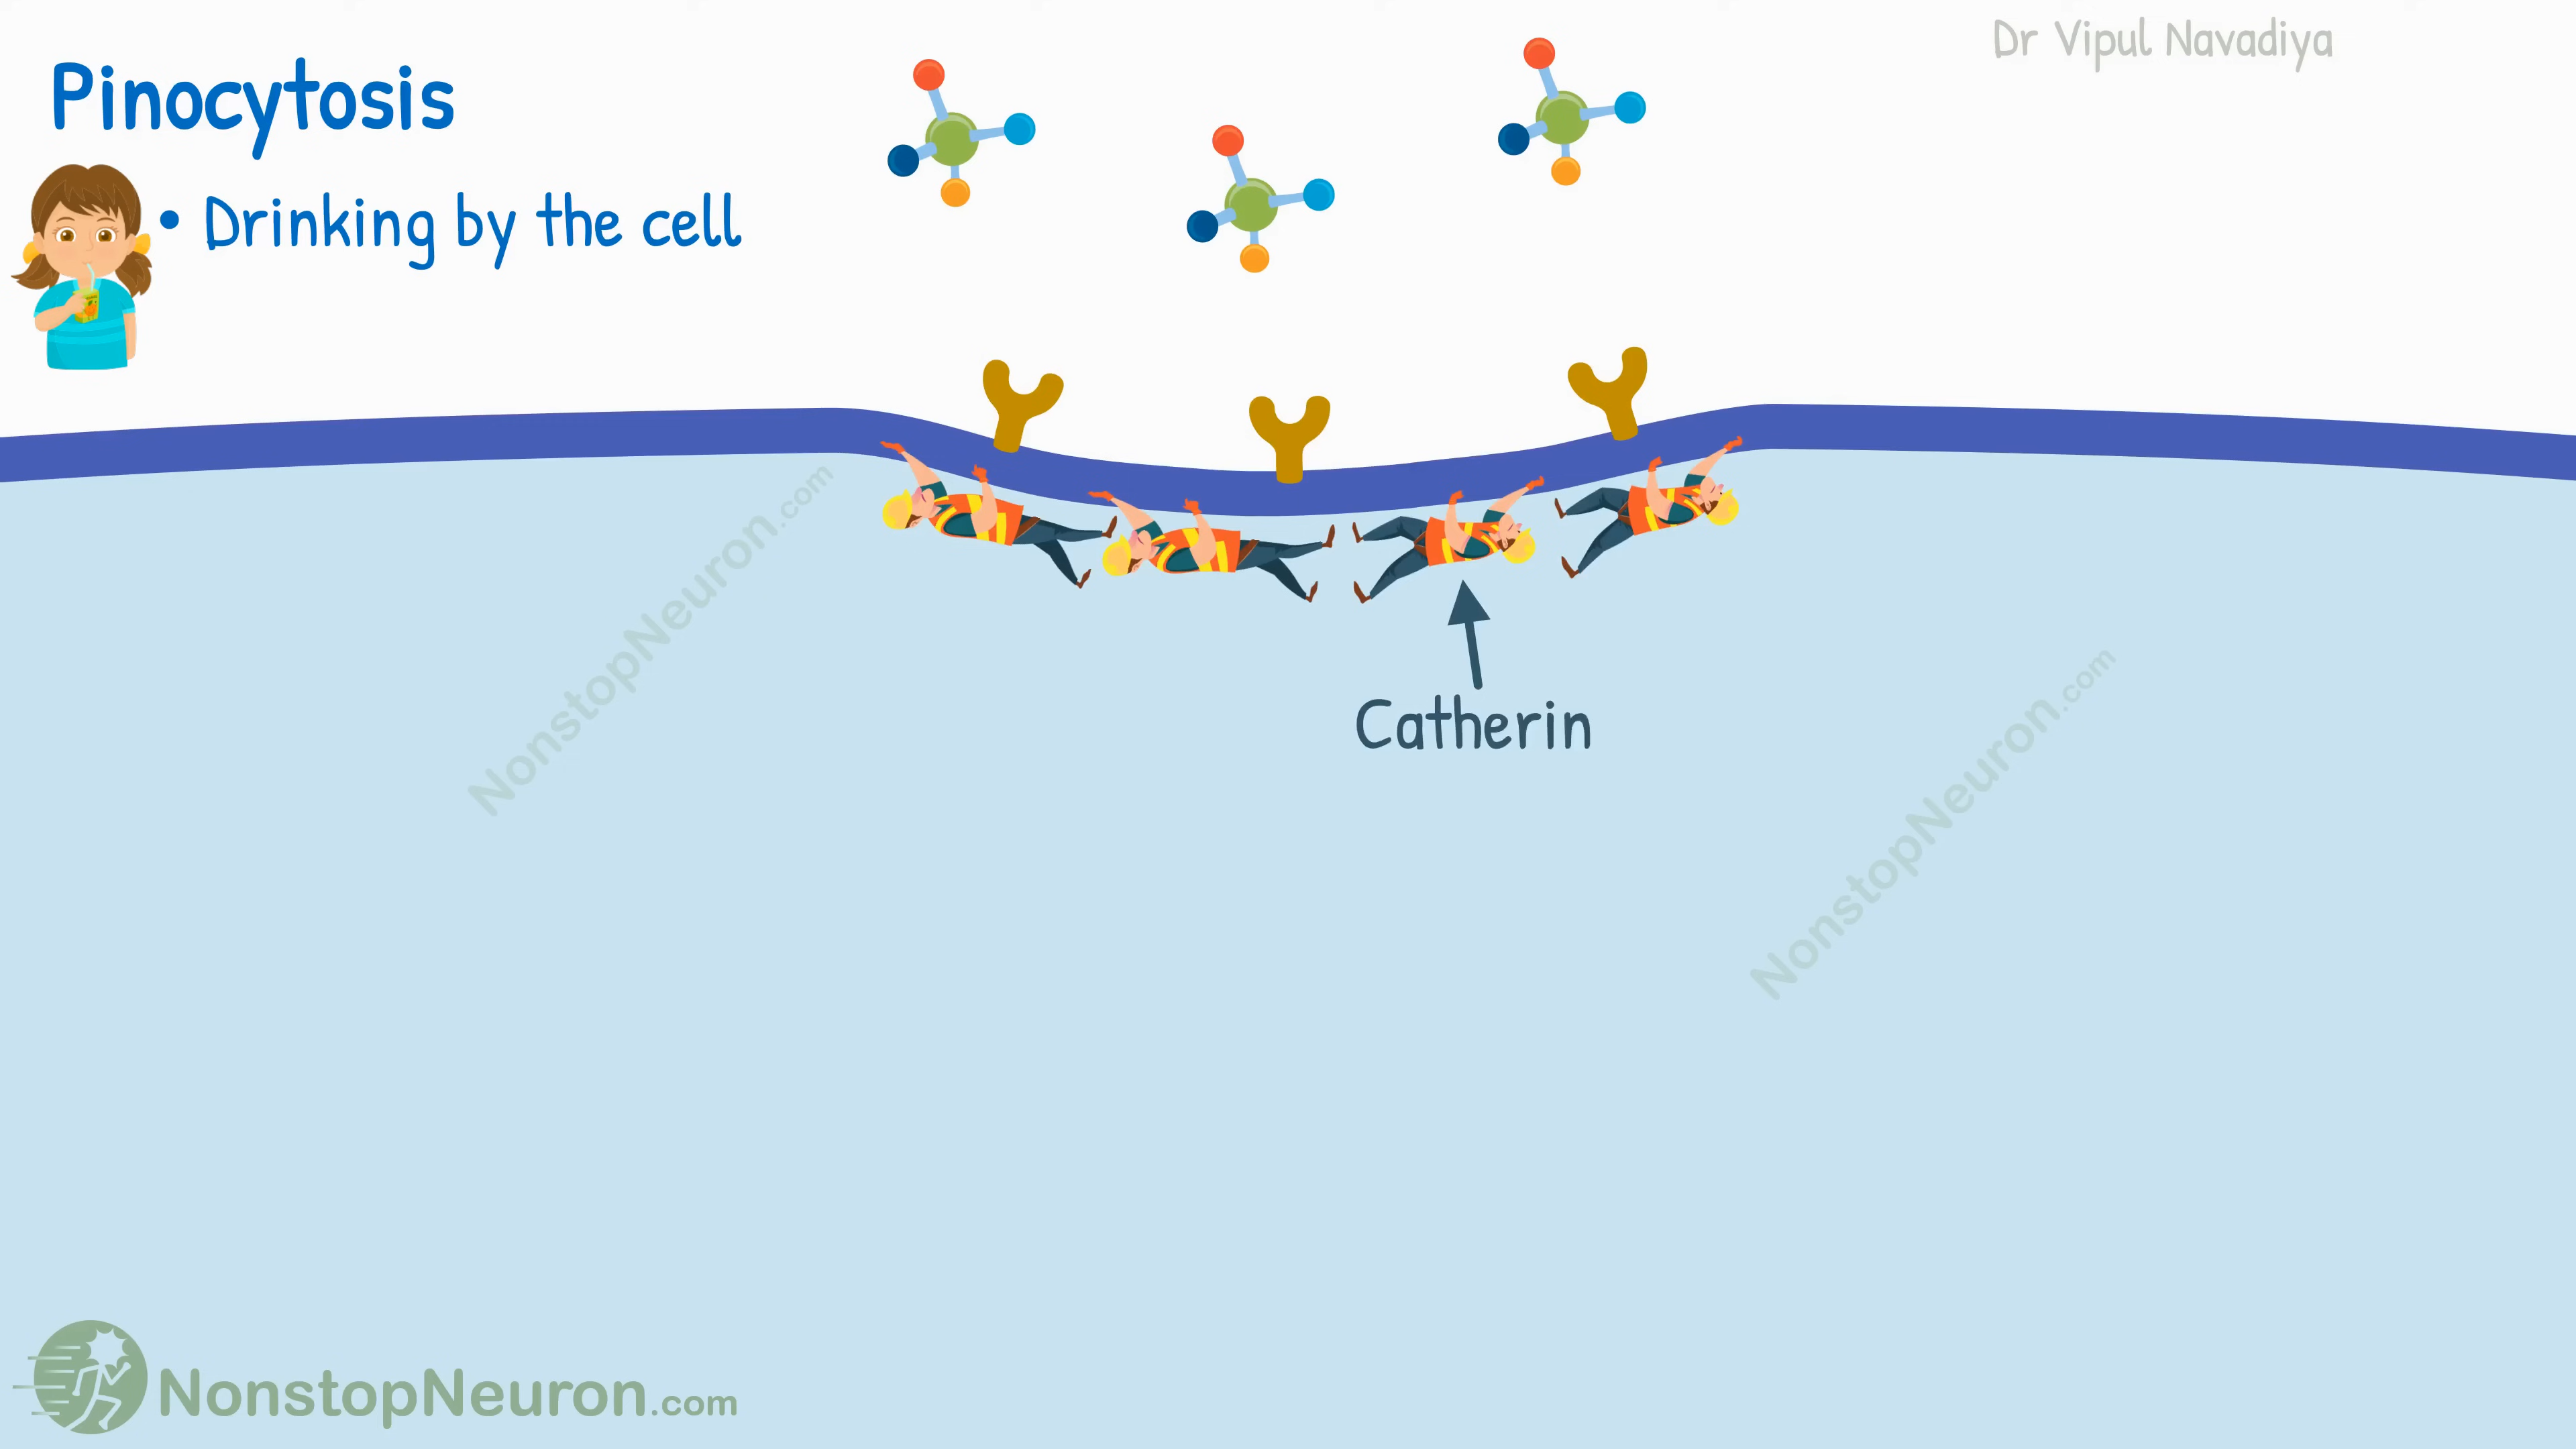 Dr Vipul Navadiya
Pinocytosis
• Drinking by the cell
NonstopNeuron.com
Catherin
NonstopNeuron.com
NonstopNeuron.com